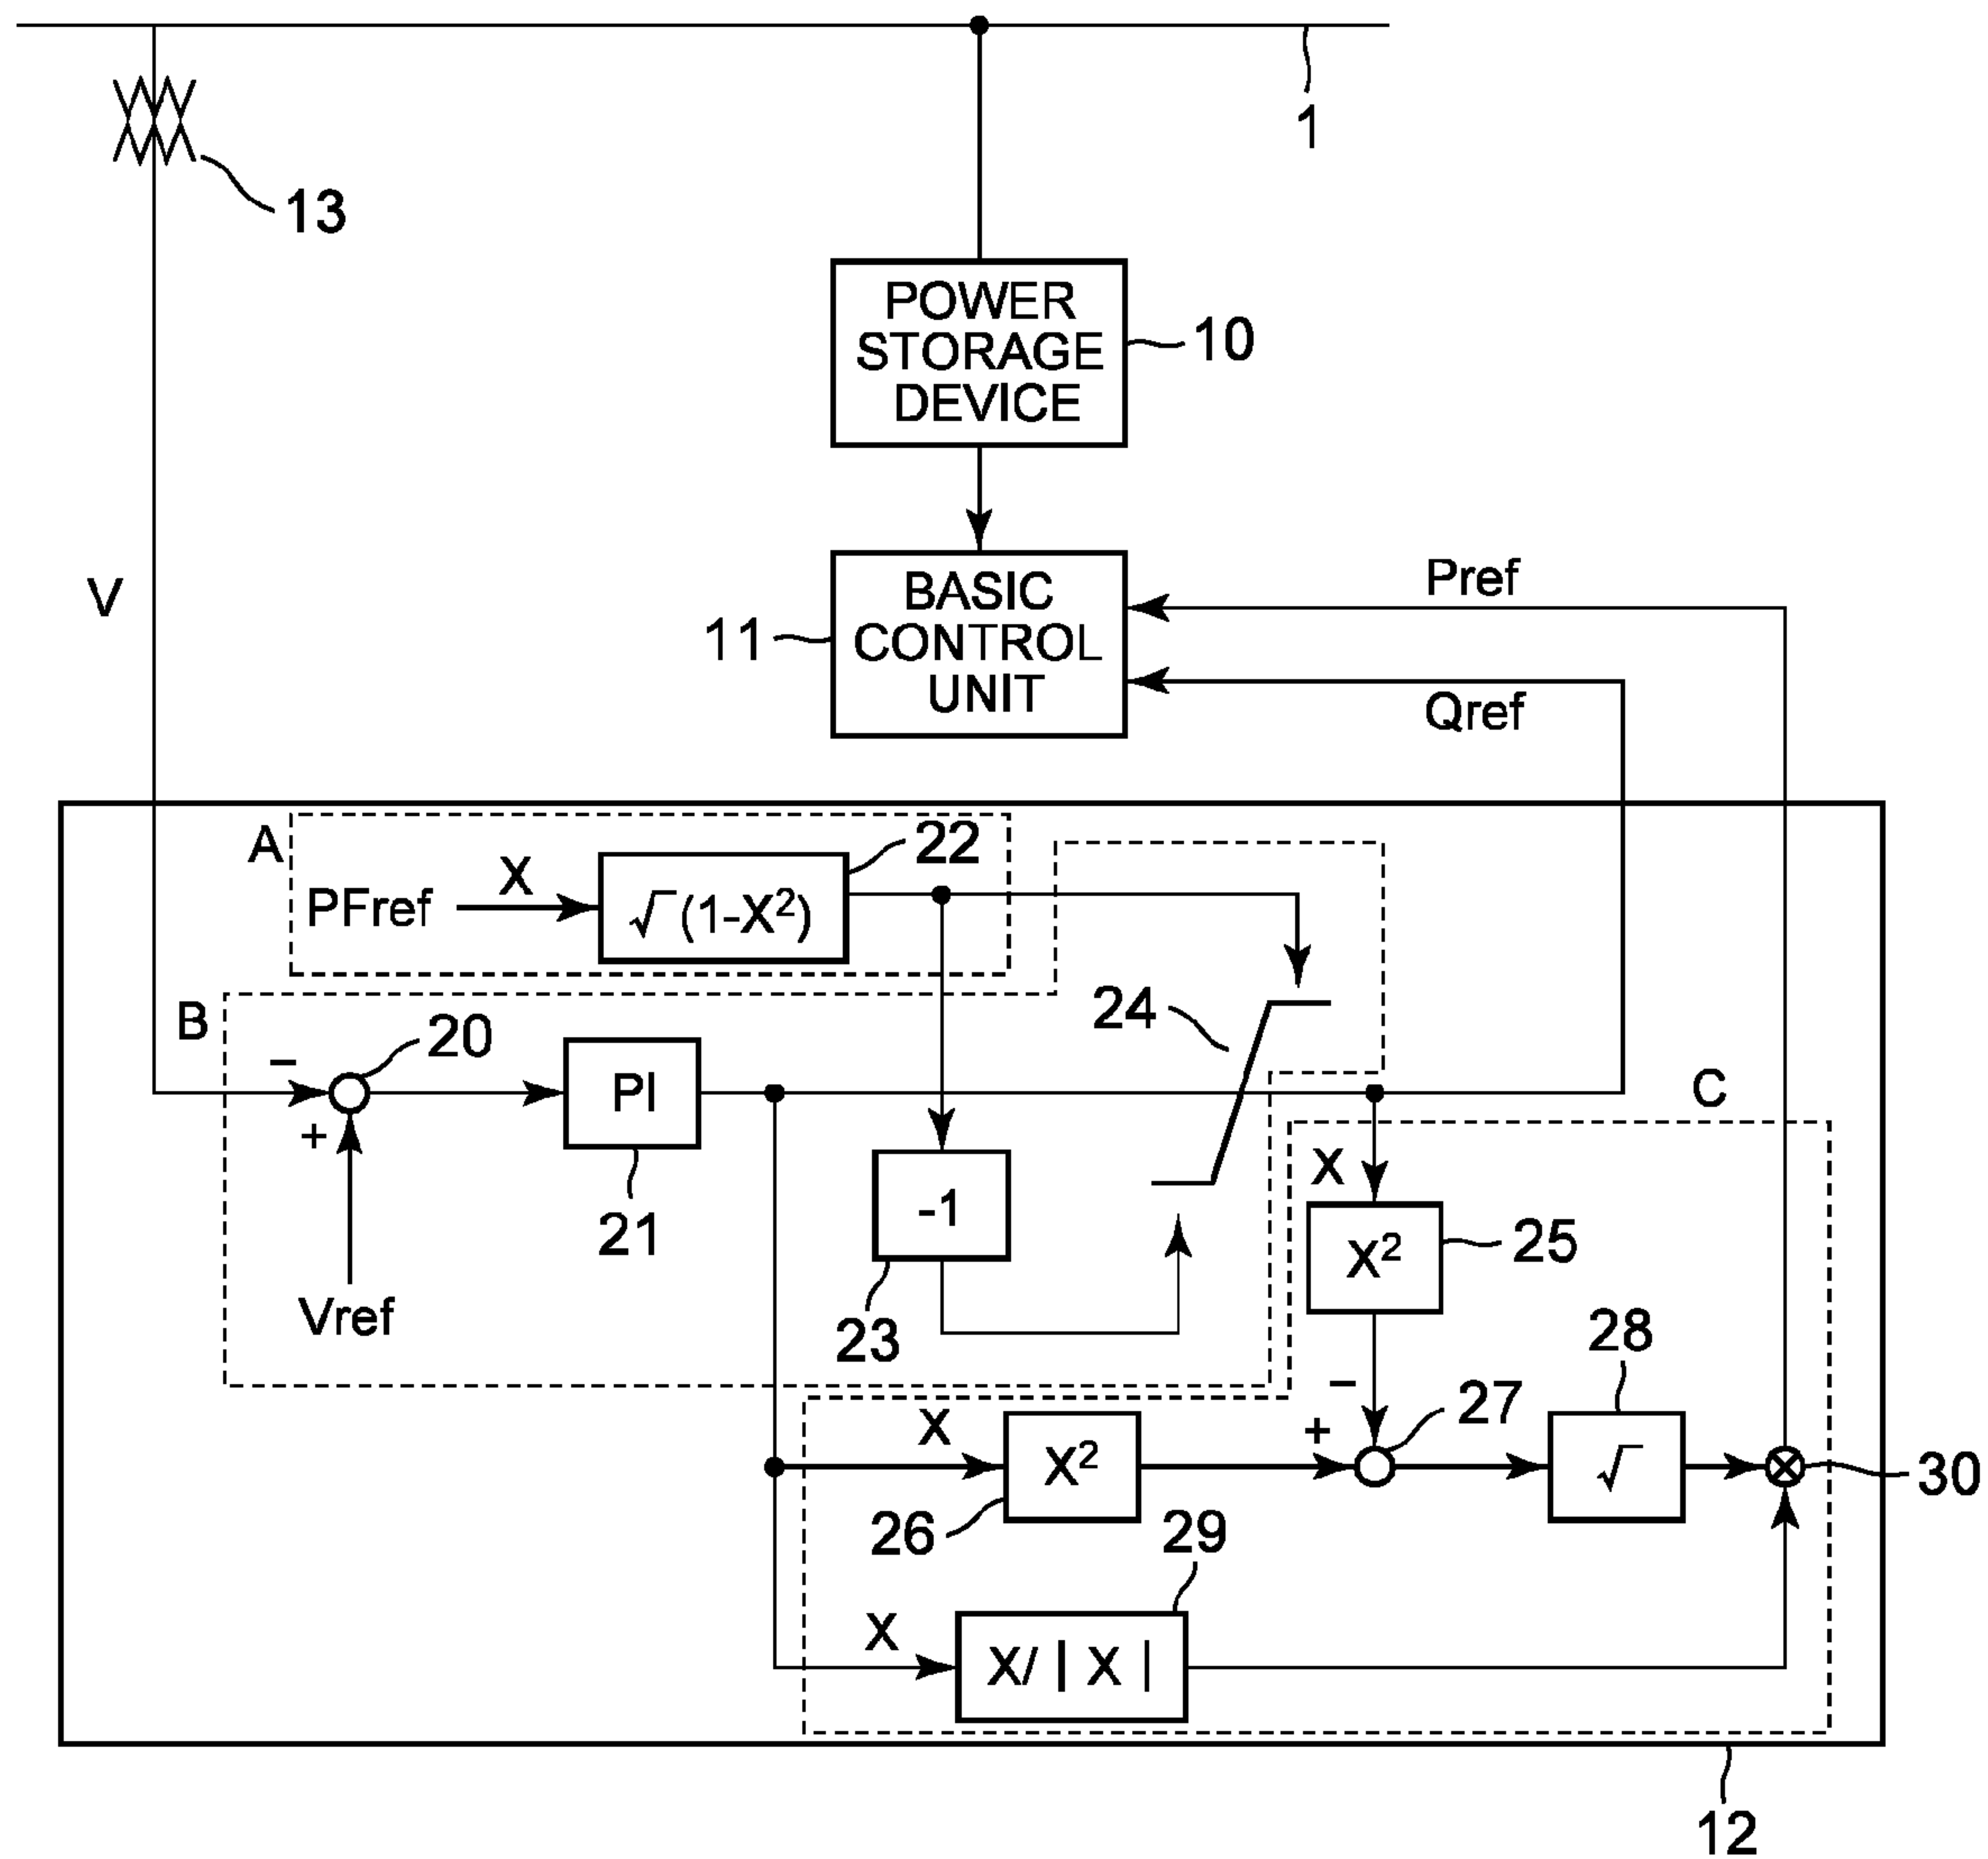 1
13
POWER
STORAGE
DEVICE
10
V
BASIC
CONTROL
UNIT
11
Pref
Qref
A
PFref
X
√(1-X²)
22
B
−
20
+
Vref
PI
21
24
-1
23
C
X
X²
25
−
+
27
28
√
30
X
X²
26
29
X
X/|X|
12